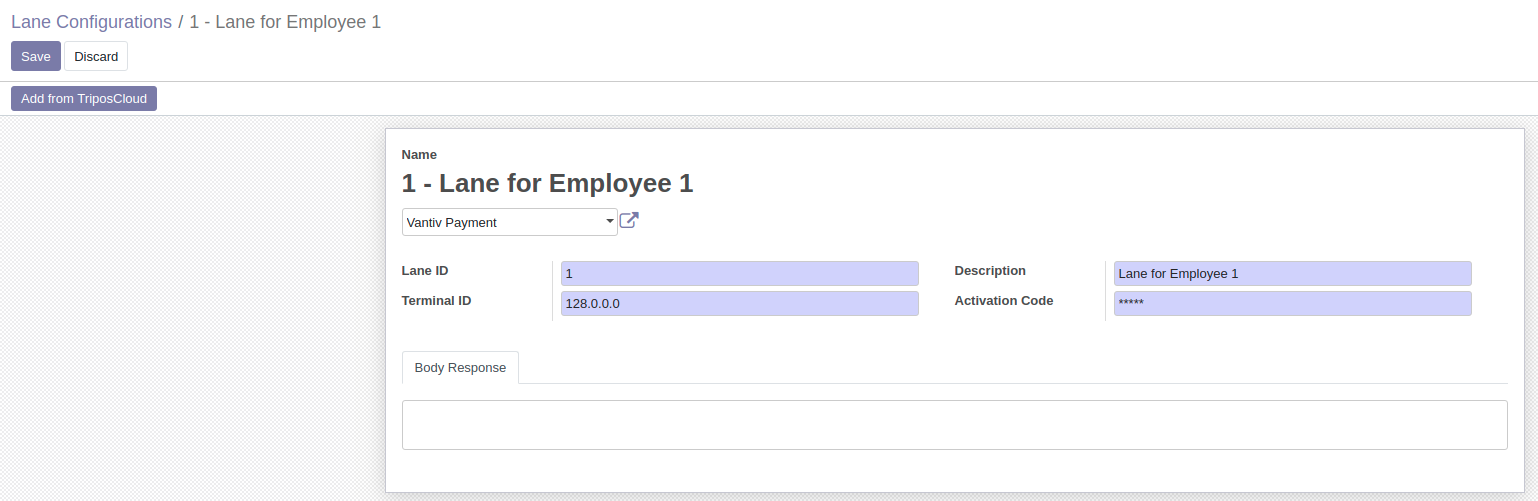 Lane Configurations / 1 - Lane for Employee 1
Save Discard
Add from TriposCloud
Name
1 - Lane for Employee 1
Vantiv Payment
Lane ID 1 Description Lane for Employee 1
Terminal ID 128.0.0.0 Activation Code *****
Body Response